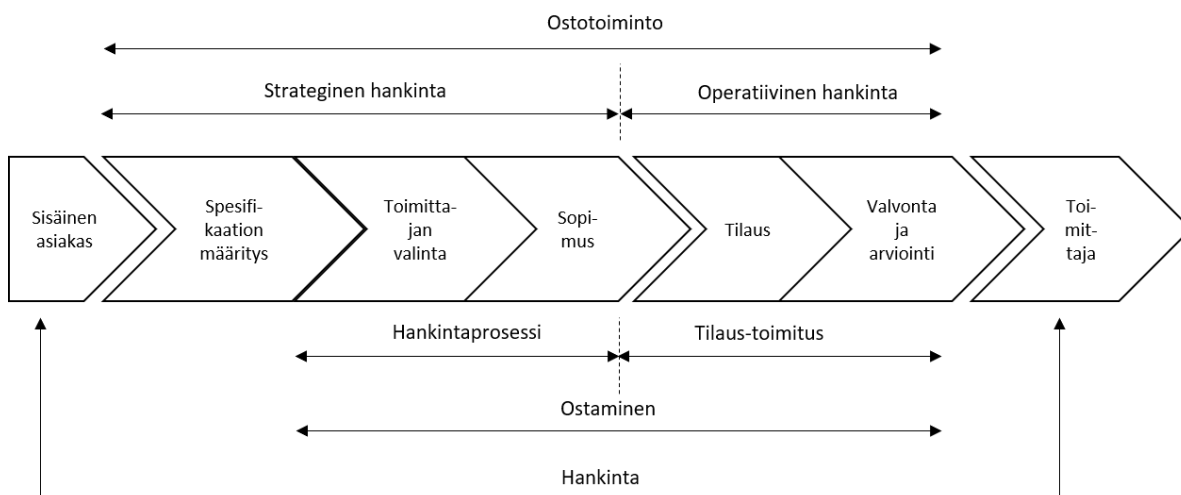 Ostotoiminto
Strateginen hankinta
Operatiivinen hankinta
Sisäinen
asiakas
Spesifi-
kaation
määritys
Toimitta-
jan
valinta
Sopi-
mus
Tilaus
Valvonta
ja
arviointi
Toi-
mit-
taja
Hankintaprosessi
Tilaus-toimitus
Ostaminen
Hankinta